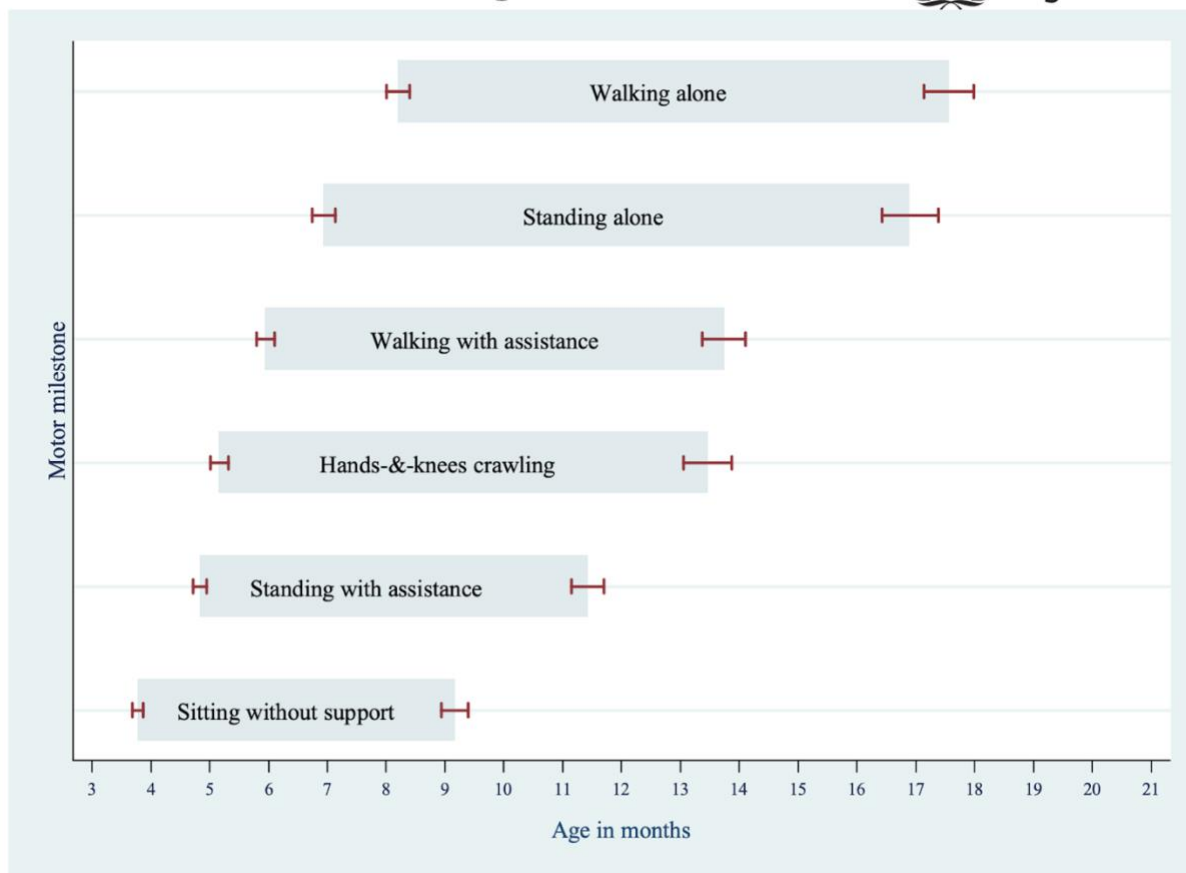 Walking alone
Standing alone
Walking with assistance
Hands-&-knees crawling
Standing with assistance
Sitting without support
Motor milestone
3 4 5 6 7 8 9 10 11 12 13 14 15 16 17 18 19 20 21
Age in months